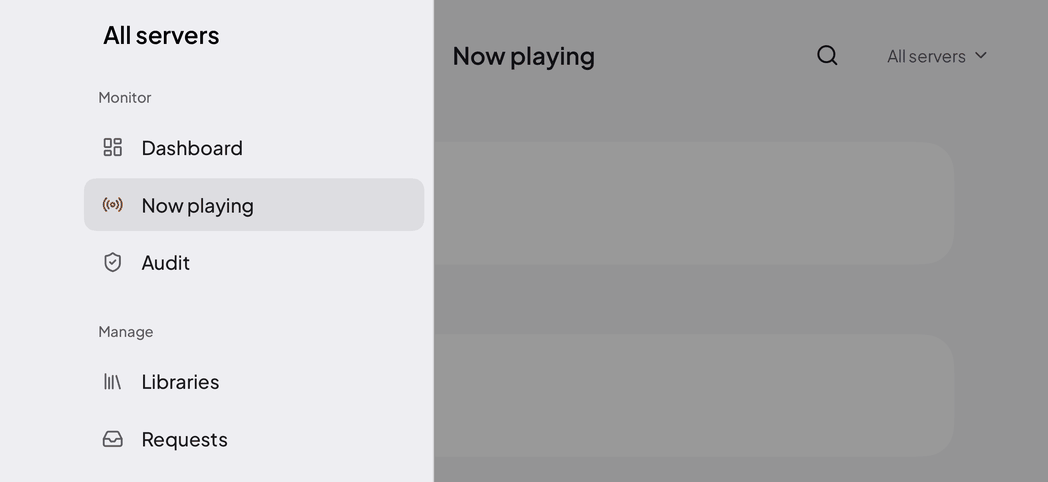 All servers
Monitor
Dashboard
Now playing
Audit
Manage
Libraries
Requests
Now playing
All servers